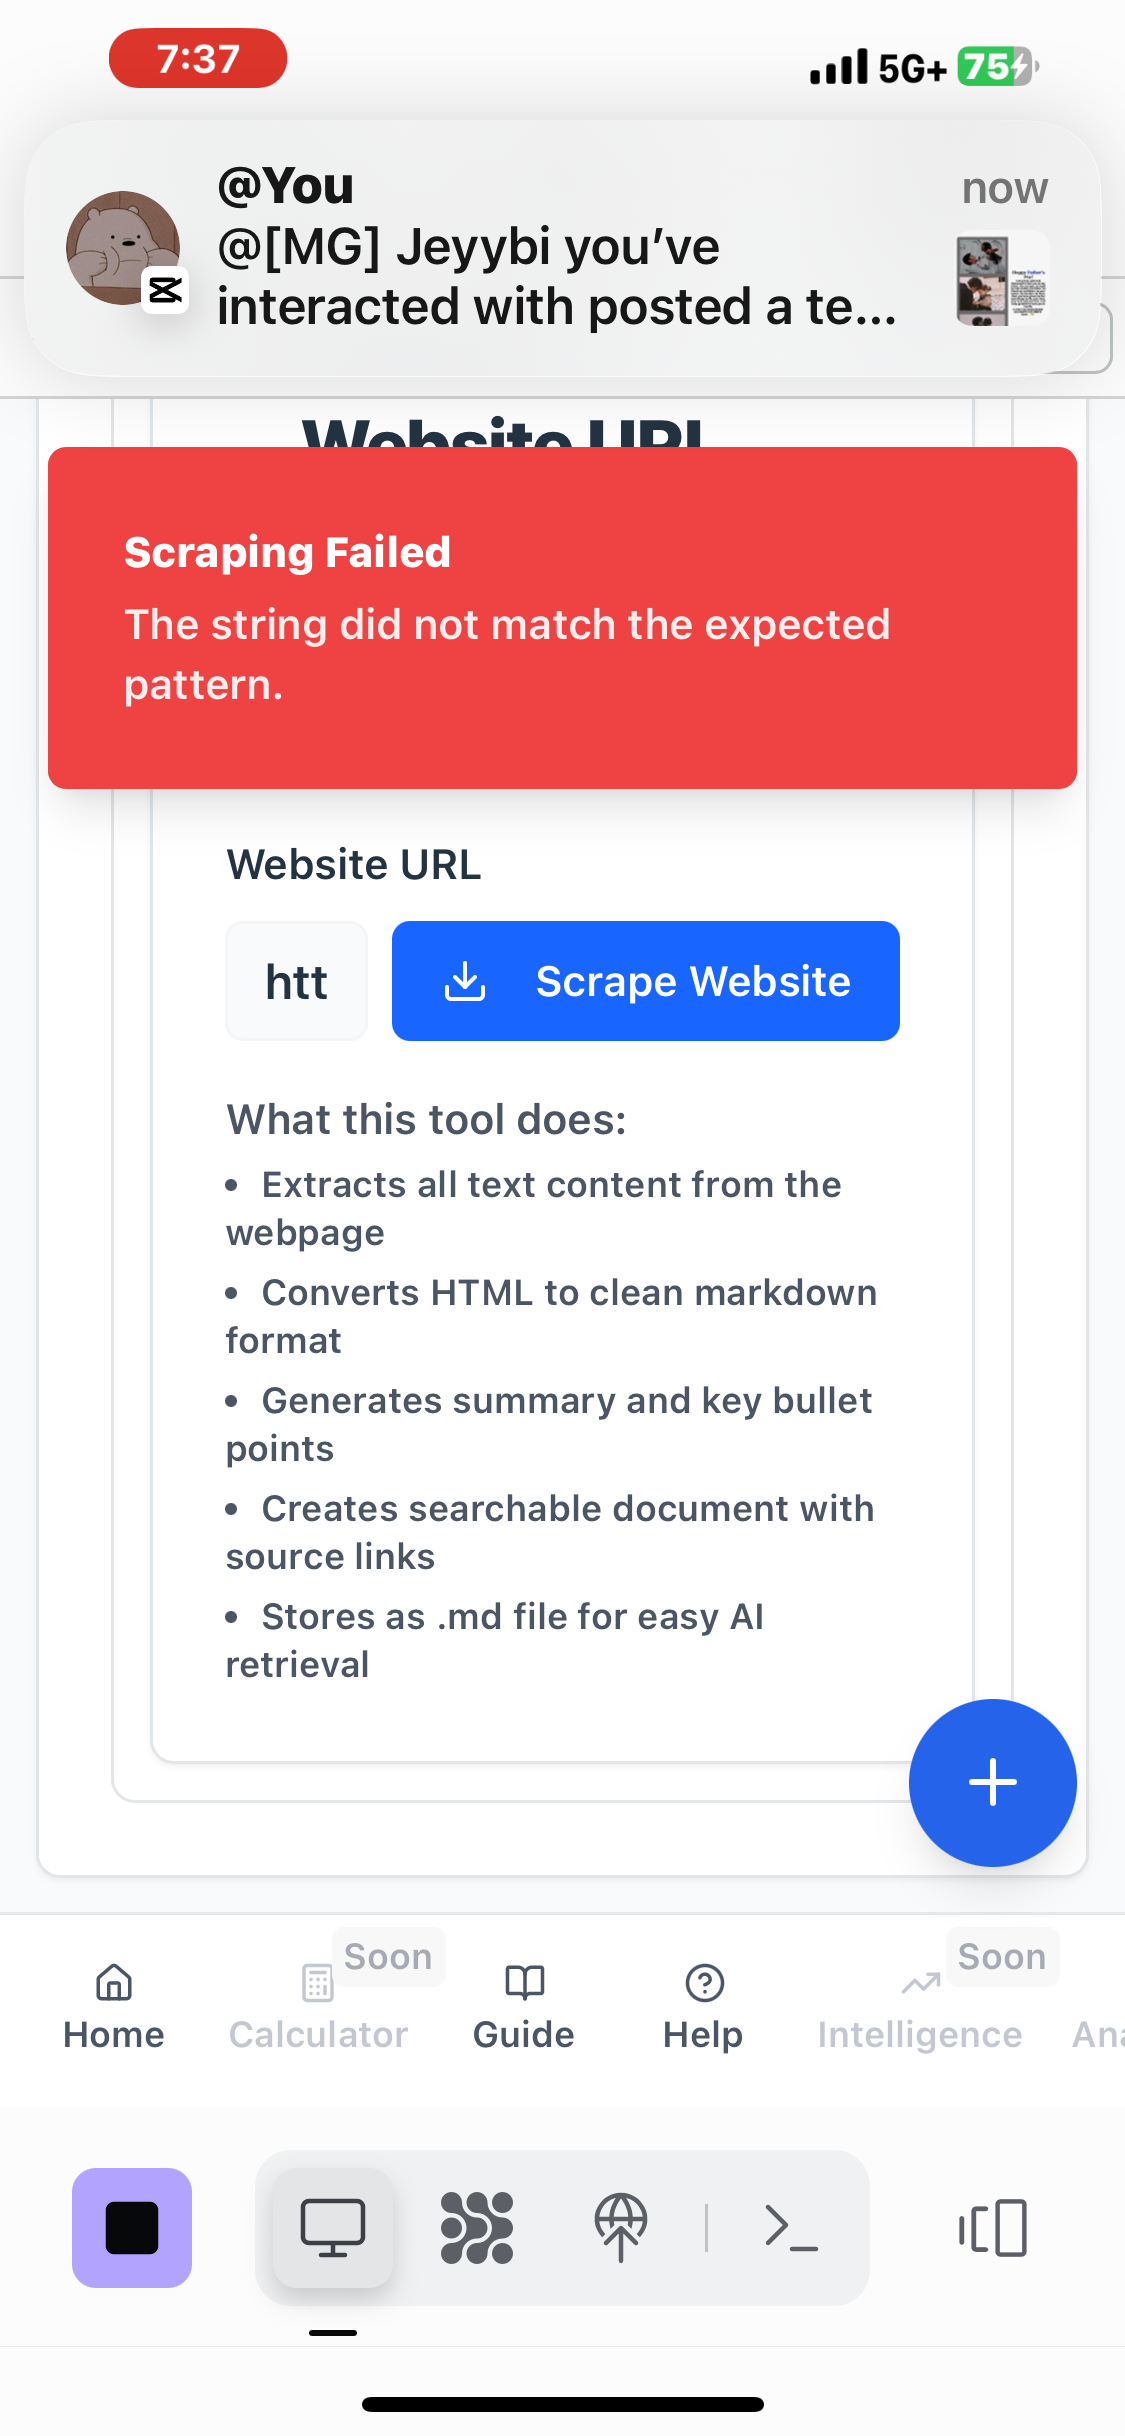 7:37
5G+ 75
@You
now
@[MG] Jeyybi you’ve
interacted with posted a te...
Website URL
Scraping Failed
The string did not match the expected
pattern.
Website URL
htt
Scrape Website
What this tool does:
• Extracts all text content from the
webpage
• Converts HTML to clean markdown
format
• Generates summary and key bullet
points
• Creates searchable document with
source links
• Stores as .md file for easy AI
retrieval
Soon
Soon
Home
Calculator
Guide
Help
Intelligence
Ana